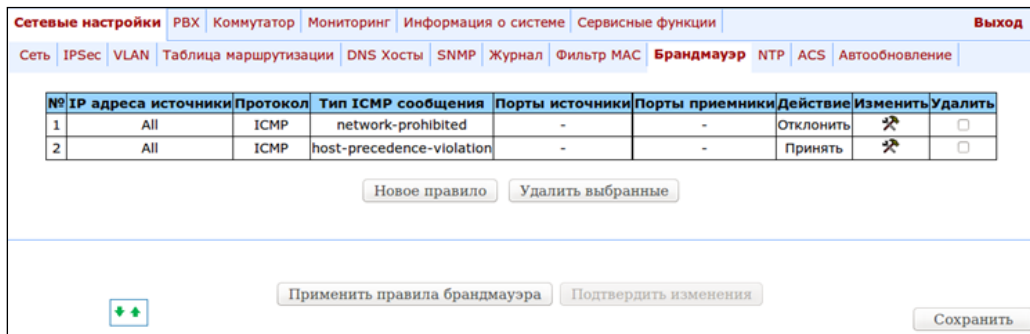 Сетевые настройки PBX Коммутатор Мониторинг Информация о системе Сервисные функции Выход
Сеть IPSec VLAN Таблица маршрутизации DNS Хосты SNMP Журнал Фильтр MAC Брандмауэр NTP ACS Автообновление
№ IP адреса источники Протокол Тип ICMP сообщения Порты источники Порты приемники Действие Изменить Удалить
1 All ICMP network-prohibited - - Отклонить
2 All ICMP host-precedence-violation - - Принять
Новое правило Удалить выбранные
Применить правила брандмауэра Подтвердить изменения
Сохранить